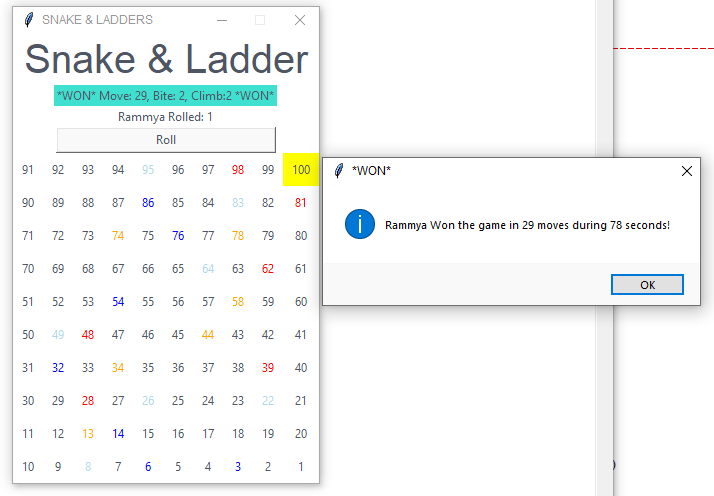 SNAKE & LADDERS
Snake & Ladder
*WON* Move: 29, Bite: 2, Climb:2 *WON*
Rammya Rolled: 1
Roll
91 92 93 94 95 96 97 98 99 100
90 89 88 87 86 85 84 83 82 81
71 72 73 74 75 76 77 78 79 80
70 69 68 67 66 65 64 63 62 61
51 52 53 54 55 56 57 58 59 60
50 49 48 47 46 45 44 43 42 41
31 32 33 34 35 36 37 38 39 40
30 29 28 27 26 25 24 23 22 21
11 12 13 14 15 16 17 18 19 20
10 9 8 7 6 5 4 3 2 1
*WON*
Rammya Won the game in 29 moves during 78 seconds!
OK
)